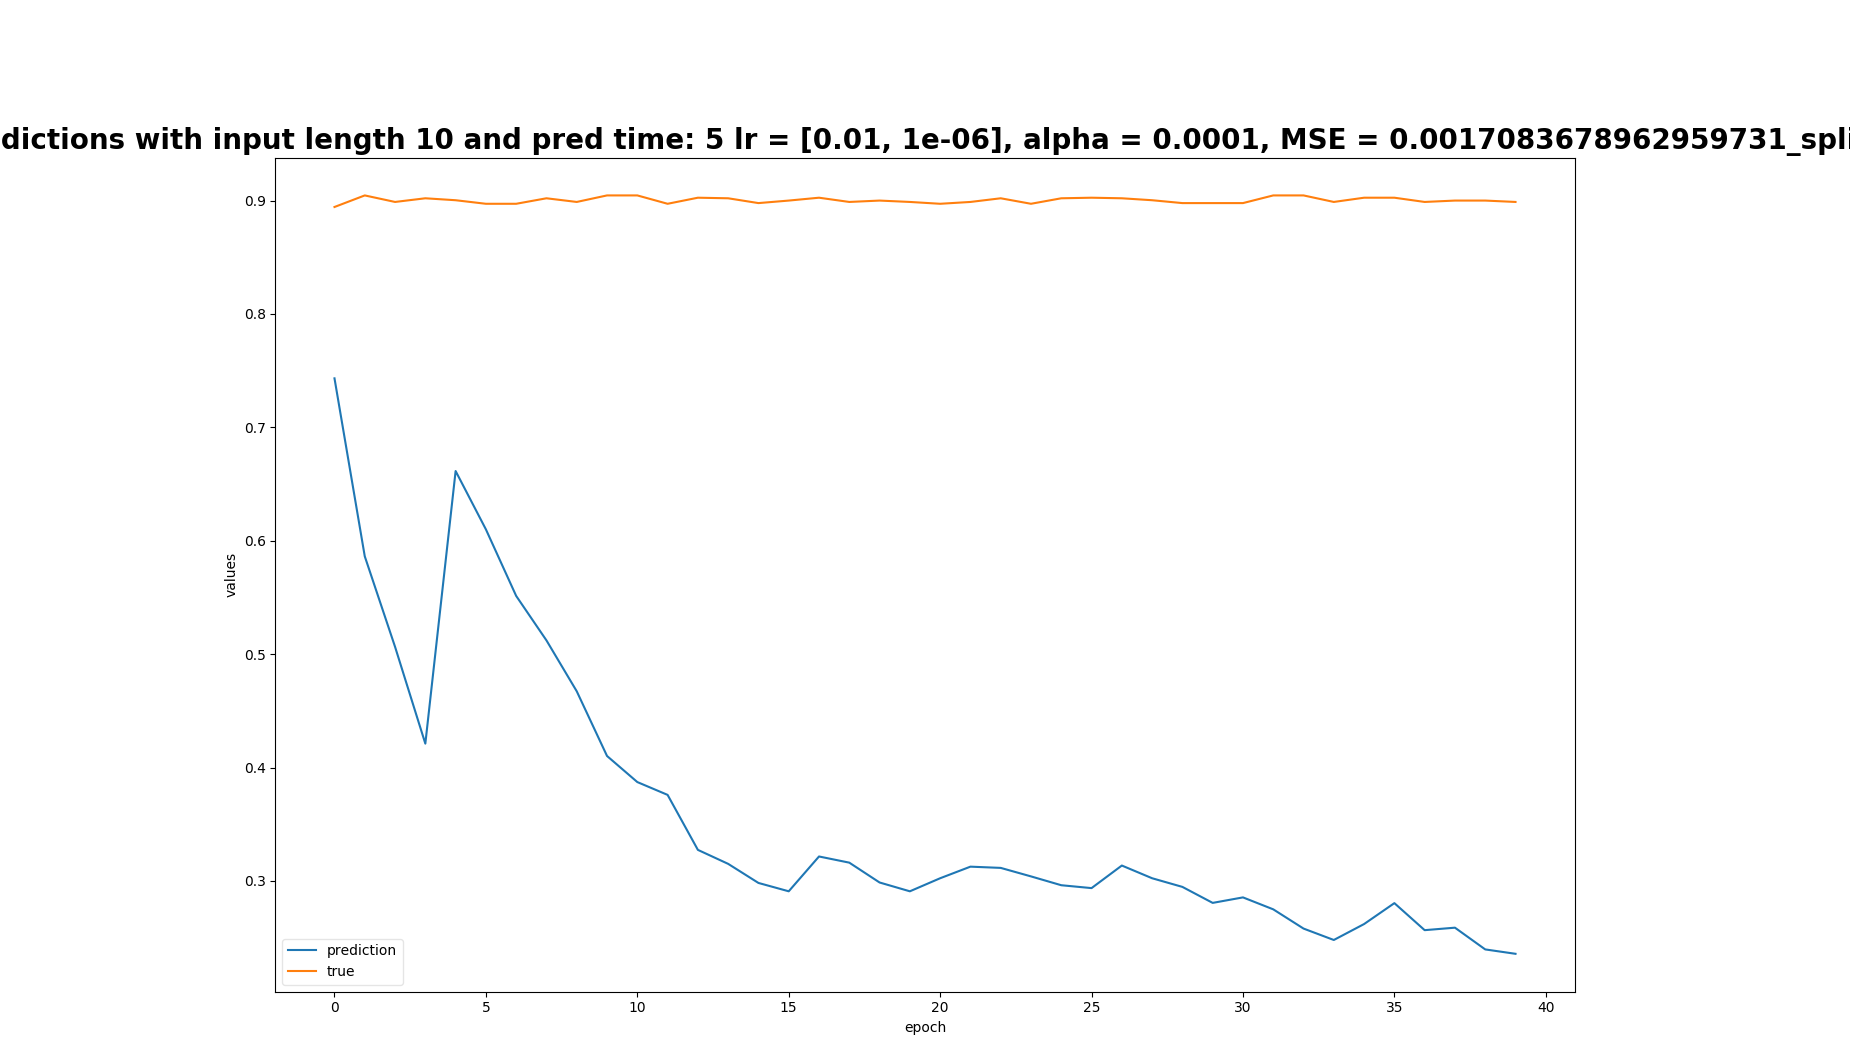 dictions with input length 10 and pred time: 5 lr = [0.01, 1e-06], alpha = 0.0001, MSE = 0.0017083678962959731_spli
0.9
0.8
0.7
0.6
0.5
0.4
0.3
values
prediction
true
0 5 10 15 20 25 30 35 40
epoch